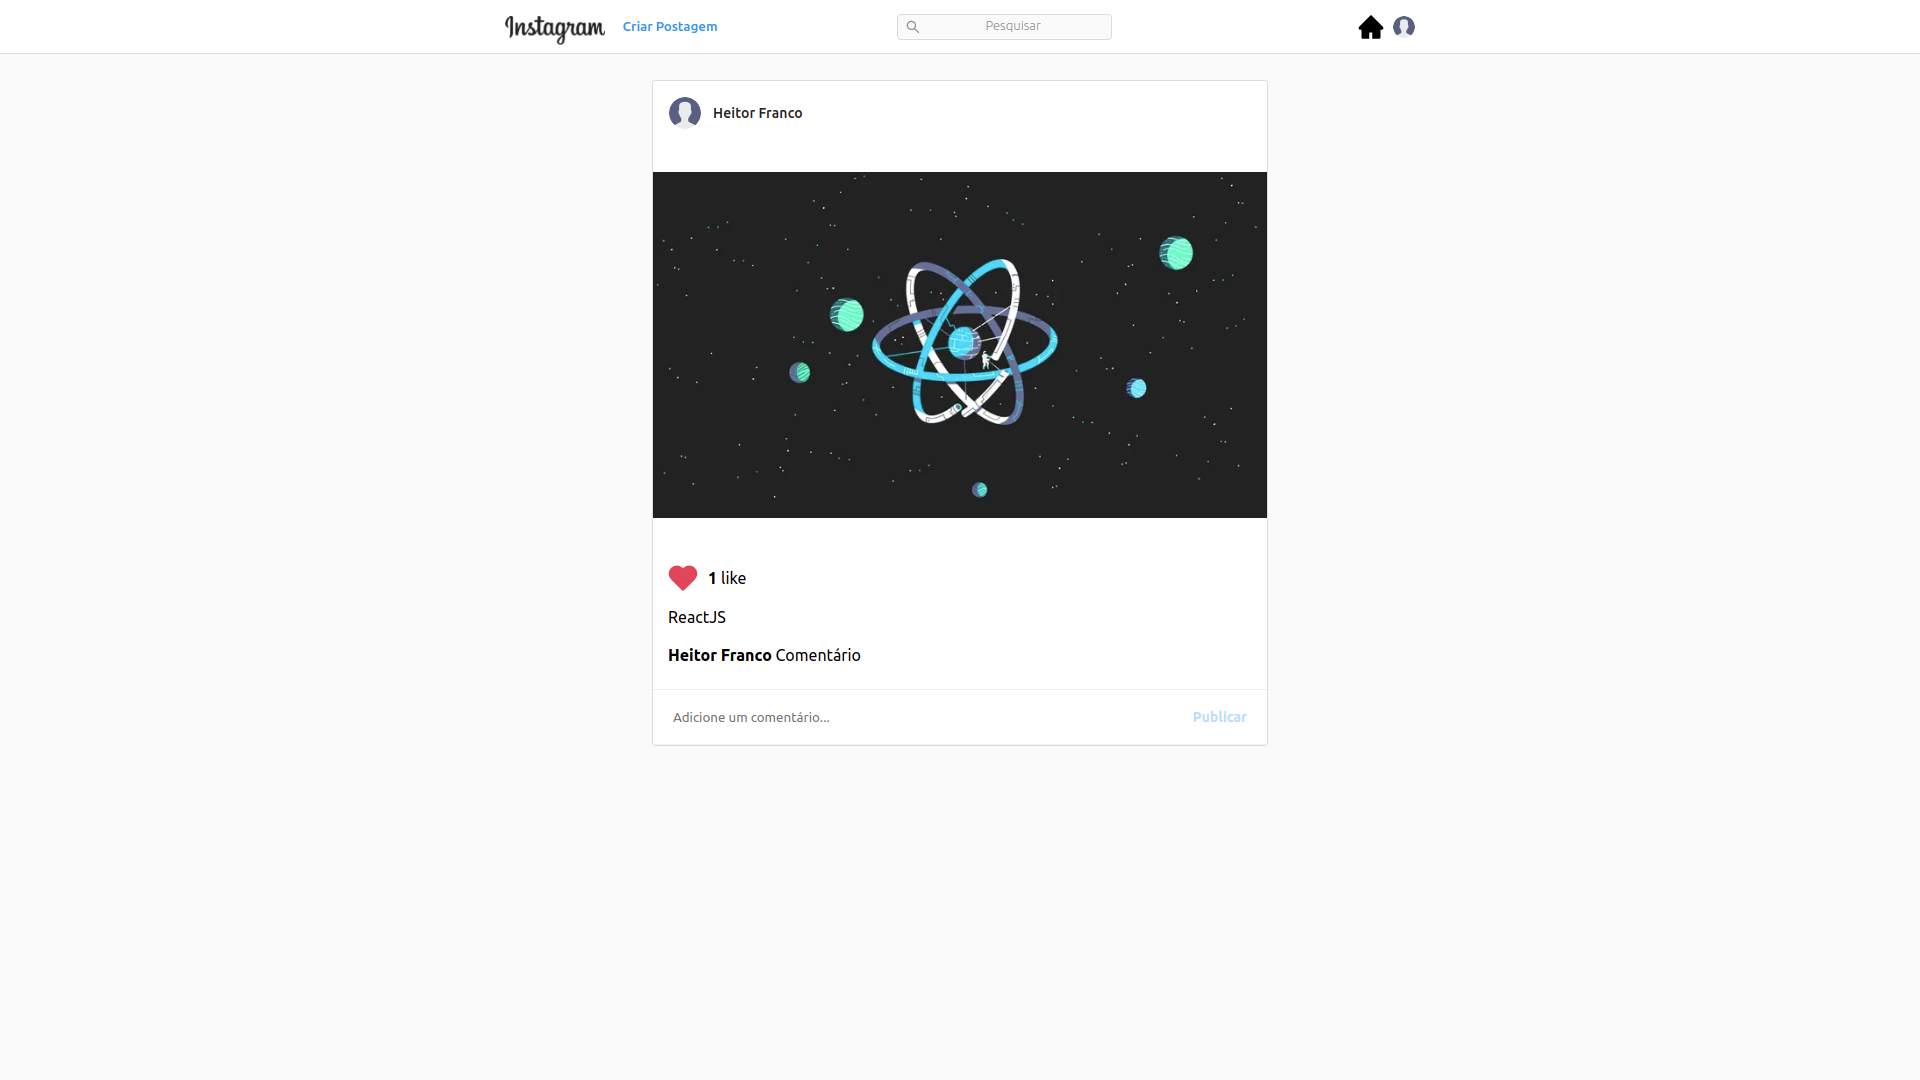 Instagram
Criar Postagem
Pesquisar
Heitor Franco
1 like
ReactJS
Heitor Franco Comentário
Adicione um comentário...
Publicar